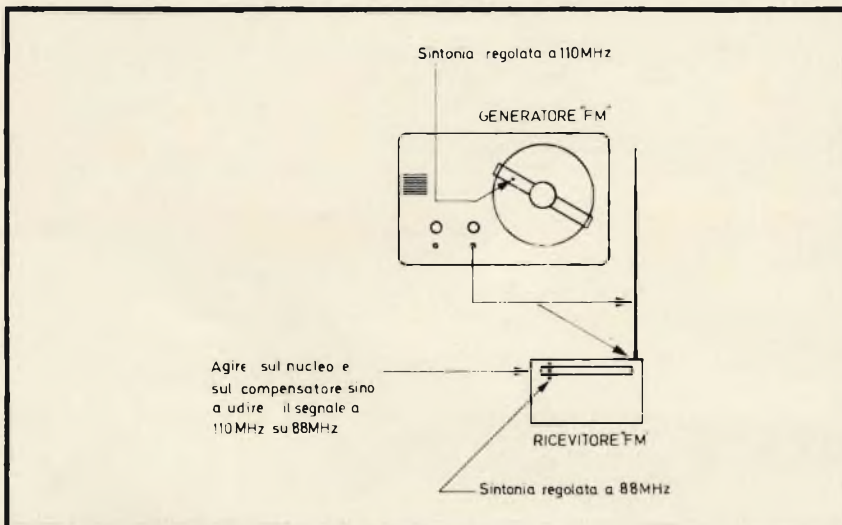 Sintonia regolata a 110MHz
GENERATORE "FM"
Agire sul nucleo e
sul compensatore sino
a udire il segnale a
110MHz su 88MHz
RICEVITORE "FM"
Sintonia regolata a 88MHz